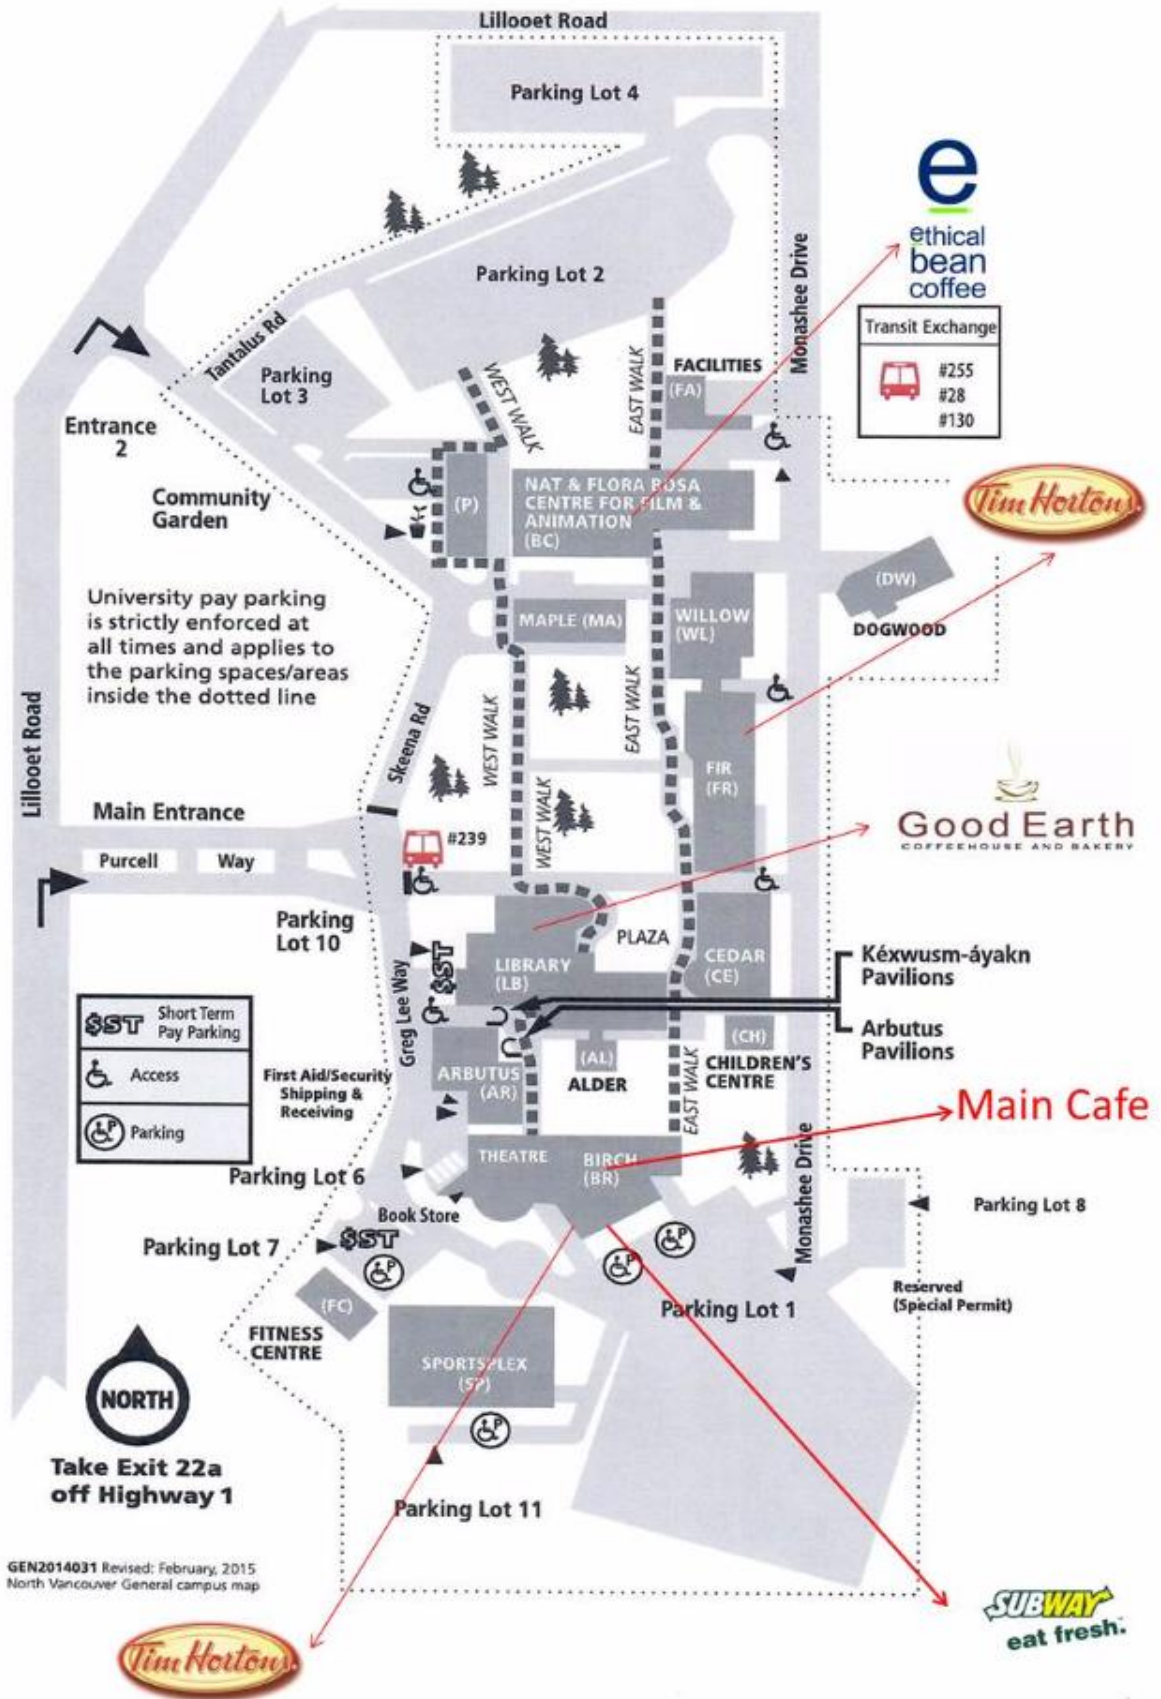 Lillooet Road
Parking Lot 4
e
ethical
bean
coffee
Monashee Drive
Parking Lot 2
Transit Exchange
#255
#28
#130
Tantalus Rd
Parking
Lot 3
WEST WALK
EAST WALK
FACILITIES
(FA)
Entrance
2
Community
Garden
(P)
NAT & FLORA BOSA
CENTRE FOR FILM &
ANIMATION
(BC)
Tim Hortons.
University pay parking
is strictly enforced at
all times and applies to
the parking spaces/areas
inside the dotted line
MAPLE (MA)
WILLOW
(WL)
(DW)
DOGWOOD
Lillooet Road
Skeena Rd
WEST WALK
EAST WALK
FIR
(FR)
Main Entrance
#239
WEST WALK
EAST WALK
Good Earth
COFFEEHOUSE AND BAKERY
Purcell Way
Parking
Lot 10
PLAZA
LIBRARY
(LB)
CEDAR
(CE)
Kéxwusm-áyakn
Pavilions
Arbutus
Pavilions
$ST
Greg Lee Way
$ST Short Term
Pay Parking
Access
P Parking
First Aid/Security
Shipping &
Receiving
ARBUTUS
(AR)
(AL)
ALDER
(CH)
CHILDREN'S
CENTRE
EAST WALK
Main Cafe
Parking Lot 6
THEATRE
BIRCH
(BR)
Monashee Drive
Parking Lot 8
Book Store
Parking Lot 7
$ST
P
P
P
Parking Lot 1
Reserved
(Special Permit)
(FC)
FITNESS
CENTRE
SPORTSPLEX
(SP)
P
NORTH
Take Exit 22a
off Highway 1
Parking Lot 11
GEN2014031 Revised: February, 2015
North Vancouver General campus map
SUBWAY
eat fresh.
Tim Hortons.